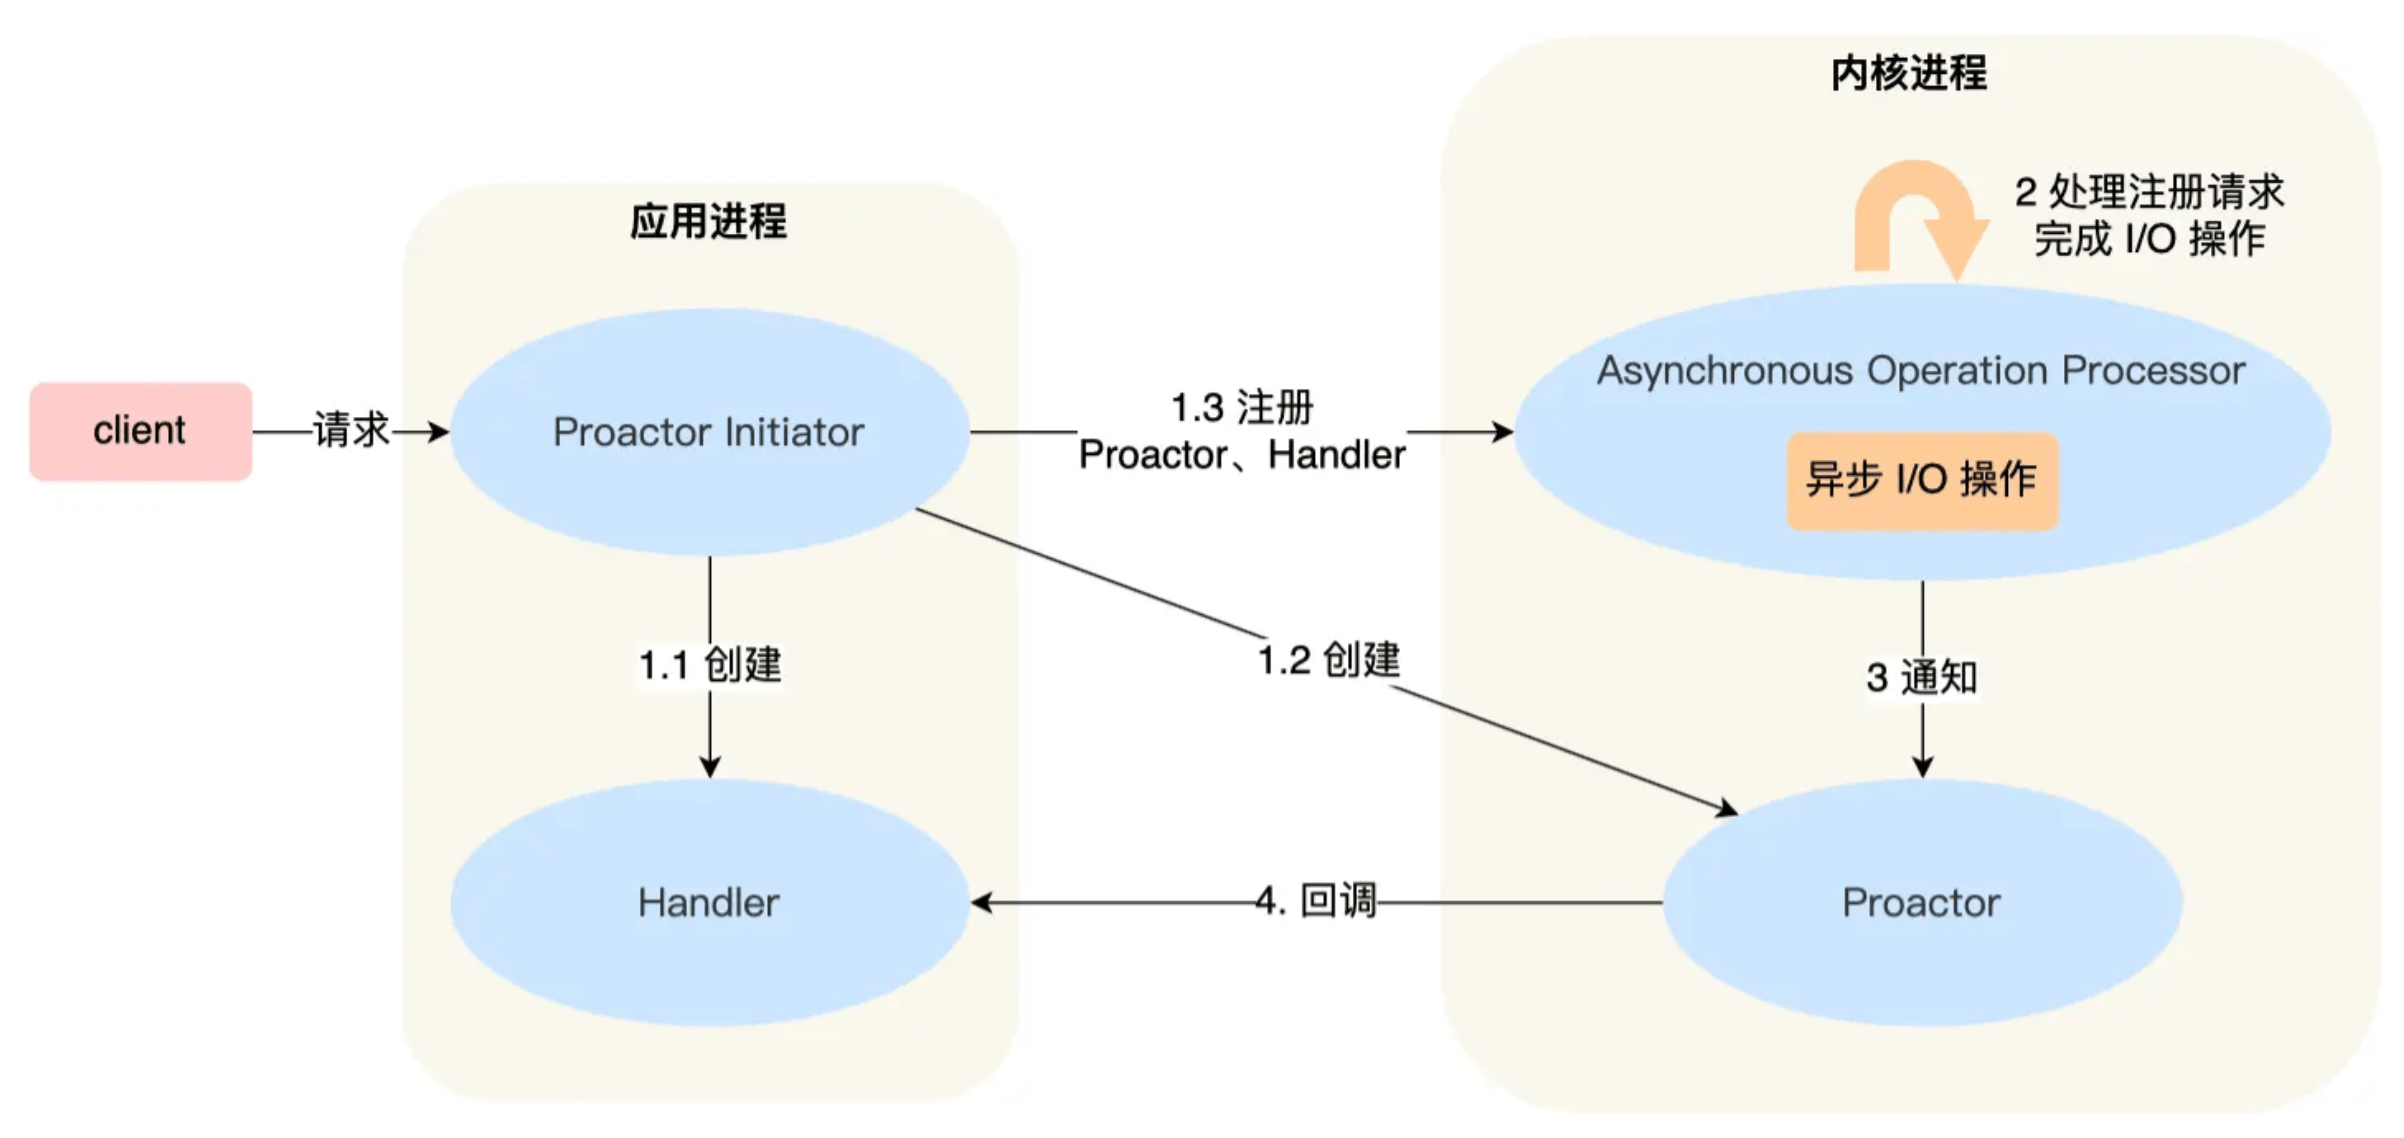 内核进程
2 处理注册请求
完成 I/O 操作
应用进程
client
请求
Proactor Initiator
1.3 注册
Proactor、Handler
Asynchronous Operation Processor
异步 I/O 操作
1.1 创建
1.2 创建
3 通知
Handler
4. 回调
Proactor